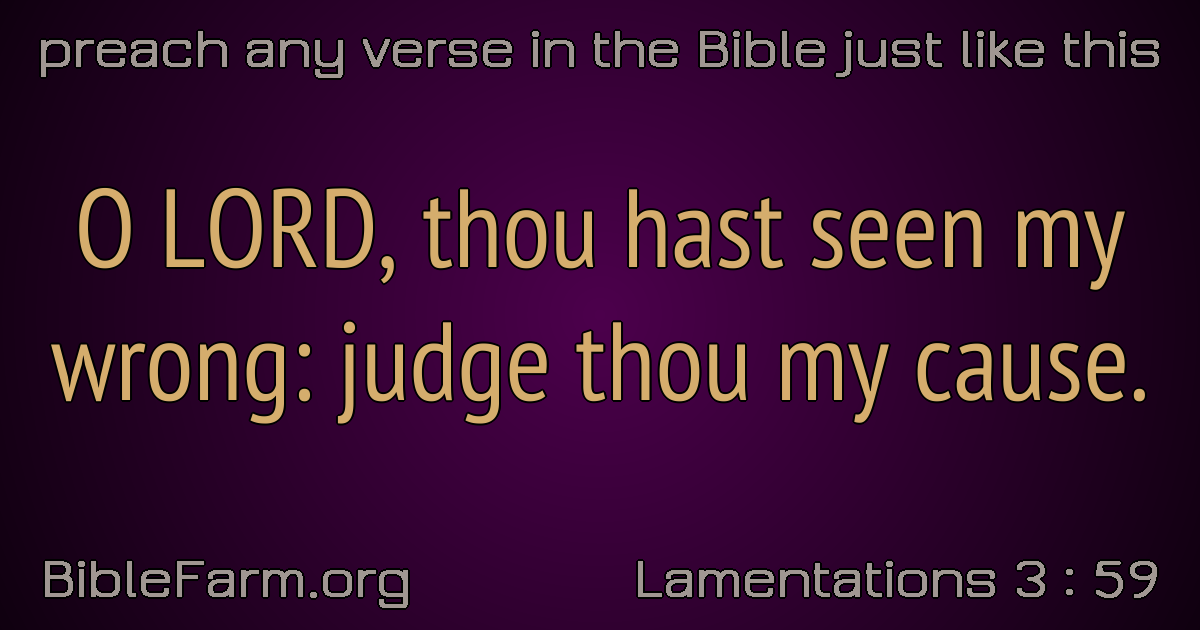 preach any verse in the Bible just like this
O LORD, thou hast seen my
wrong: judge thou my cause.
BibleFarm.org
Lamentations 3 : 59